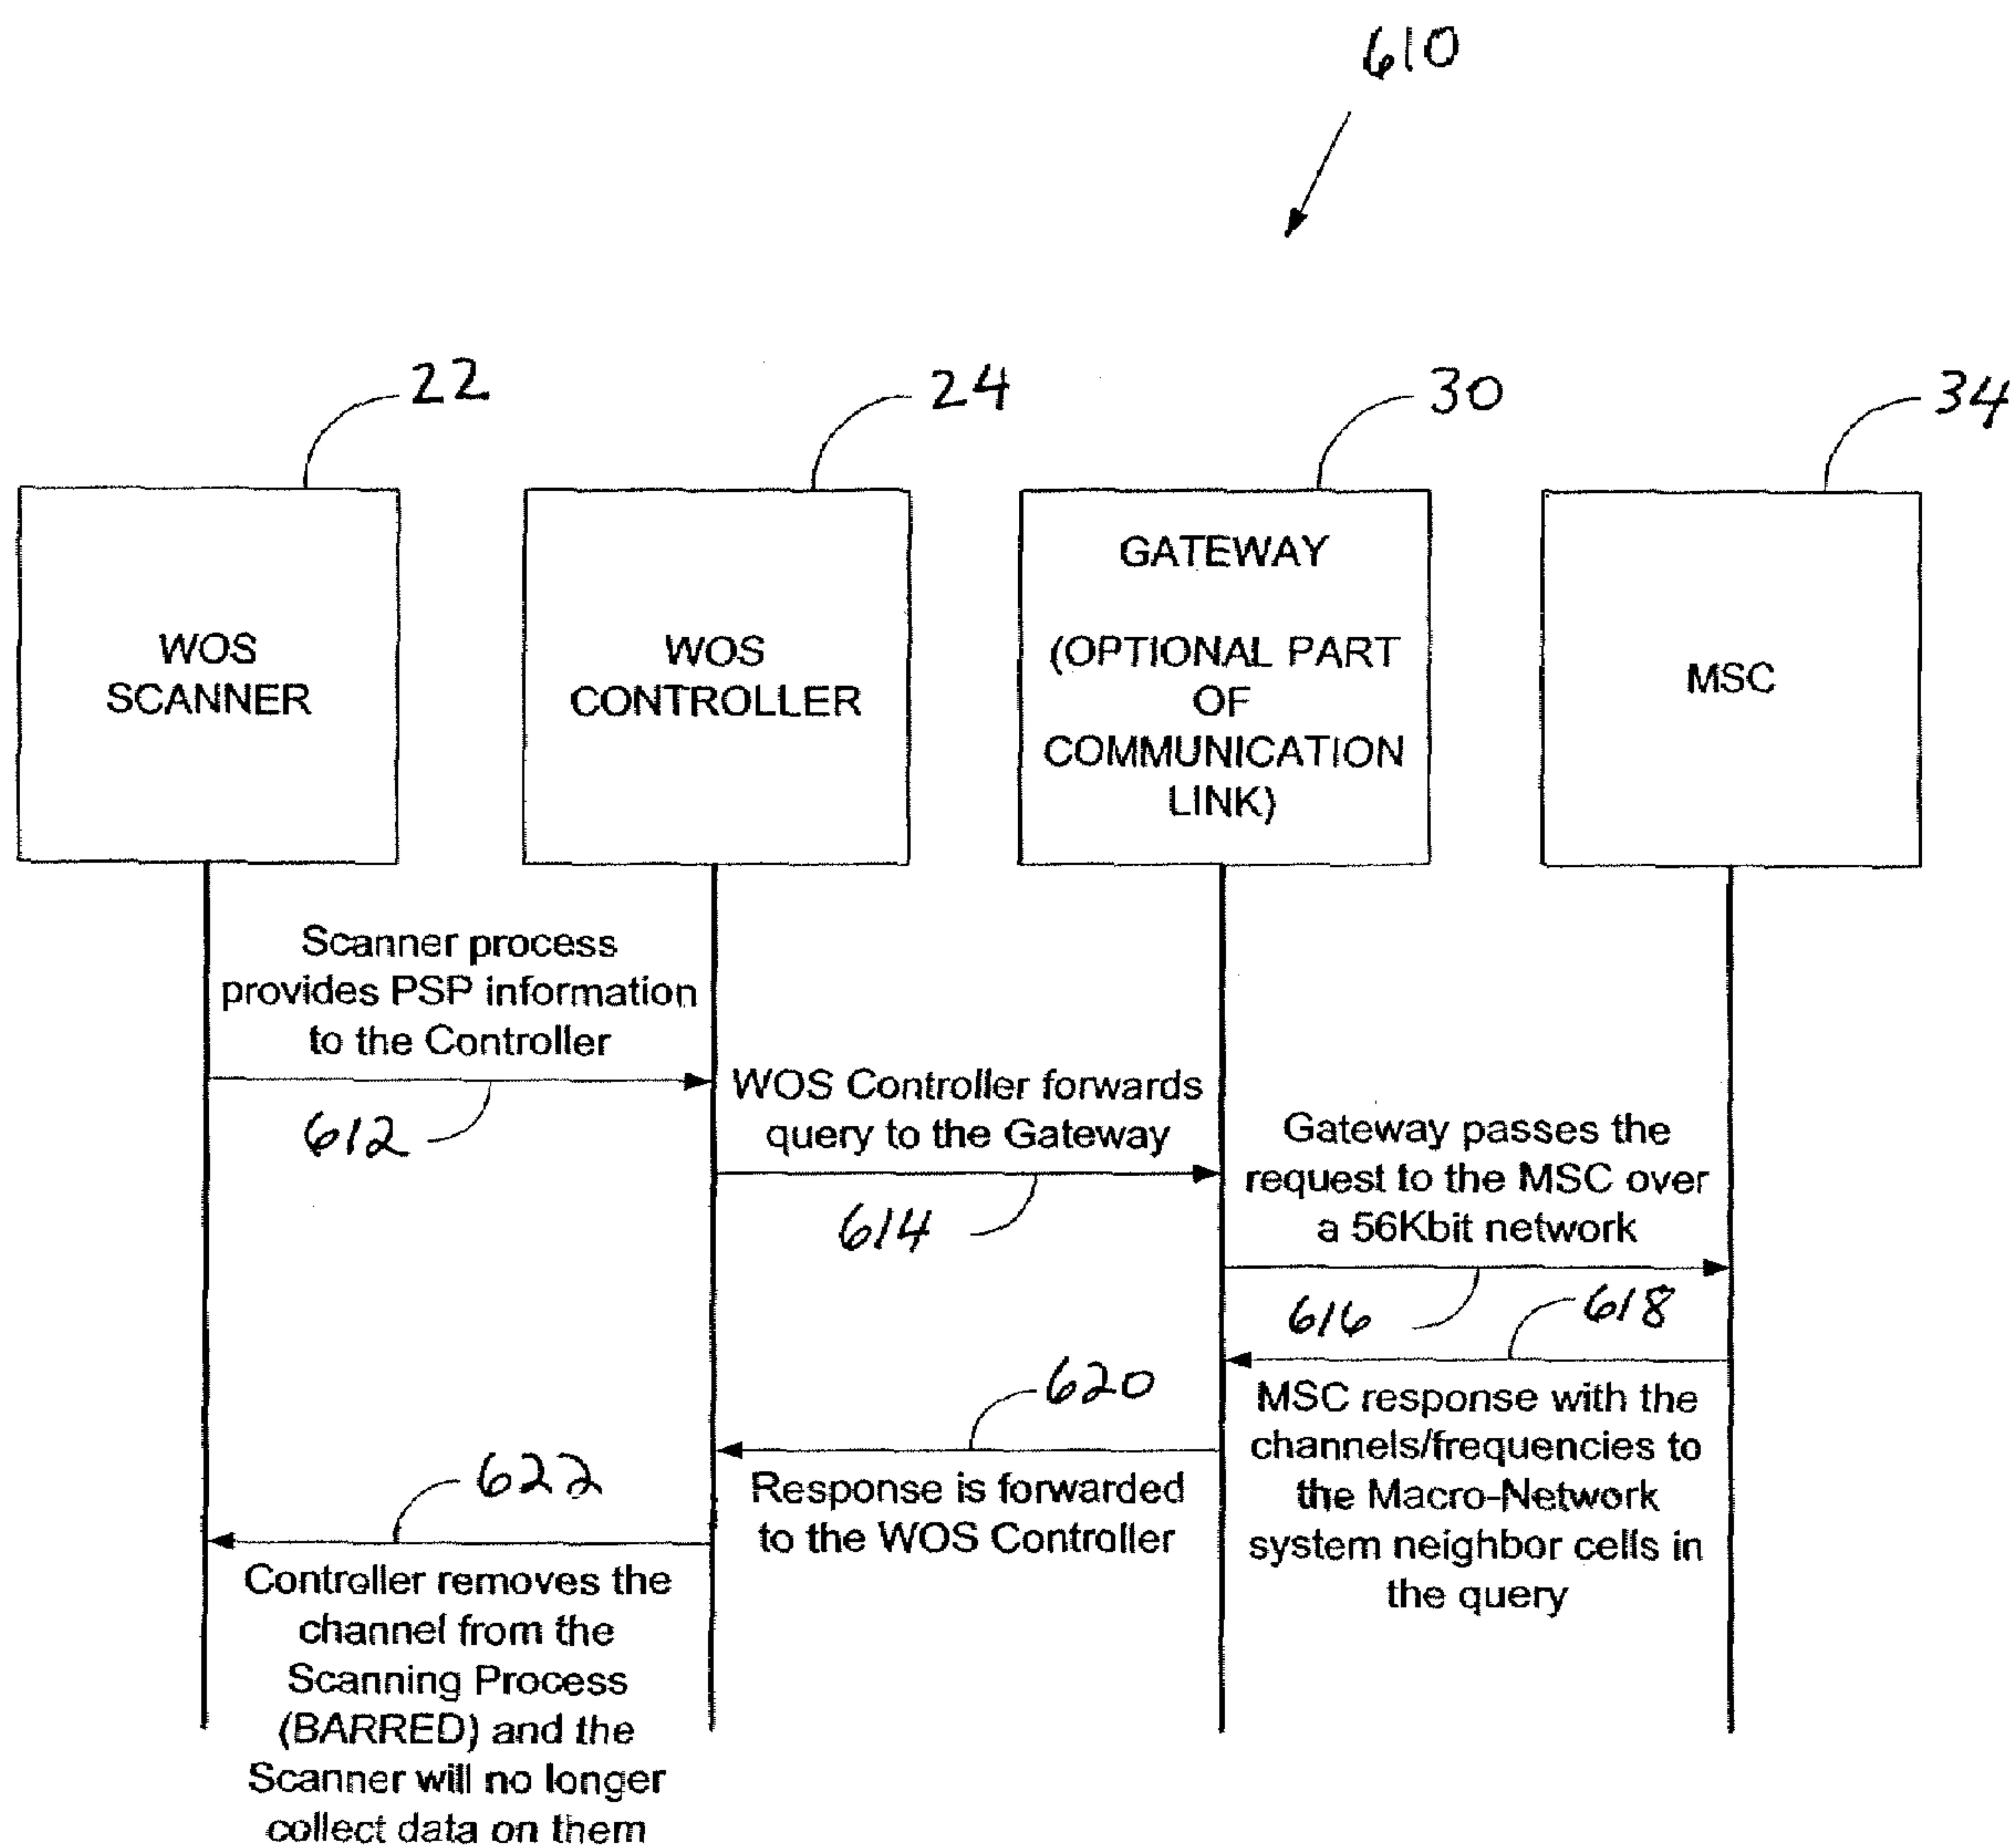 610
22
24
30
34
WOS
SCANNER
WOS
CONTROLLER
GATEWAY
(OPTIONAL PART
OF
COMMUNICATION
LINK)
MSC
Scanner process
provides PSP information
to the Controller
612
WOS Controller forwards
query to the Gateway
614
Gateway passes the
request to the MSC over
a 56Kbit network
616
618
MSC response with the
channels/frequencies to
the Macro-Network
system neighbor cells in
the query
620
Response is forwarded
to the WOS Controller
622
Controller removes the
channel from the
Scanning Process
(BARRED) and the
Scanner will no longer
collect data on them